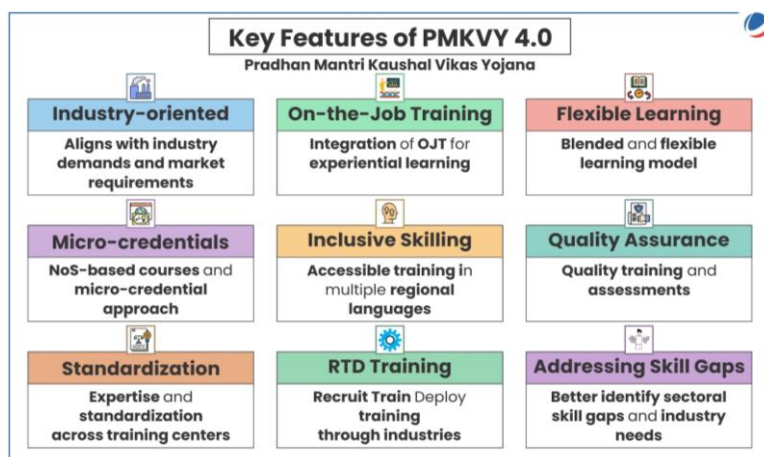 Key Features of PMKVY 4.0
Pradhan Mantri Kaushal Vikas Yojana
Industry-oriented
Aligns with industry
demands and market
requirements
On-the-Job Training
Integration of OJT for
experiential learning
Flexible Learning
Blended and flexible
learning model
Micro-credentials
NoS-based courses and
micro-credential
approach
Inclusive Skilling
Accessible training in
multiple regional
languages
Quality Assurance
Quality training and
assessments
Standardization
Expertise and
standardization
across training centers
RTD Training
Recruit Train Deploy
training
through industries
Addressing Skill Gaps
Better identify sectoral
skill gaps and industry
needs